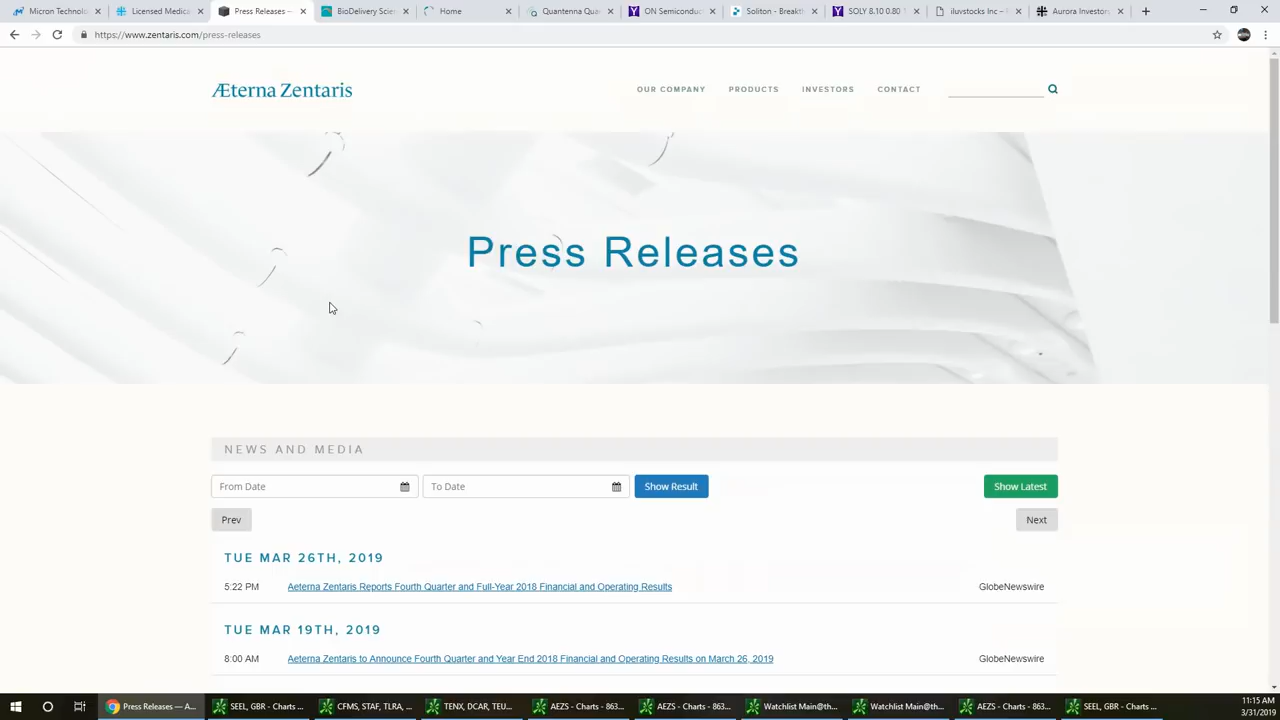 Micron Technolo
Licensed Medica
Press Releases –
BioDelivery Scien
Home
Quantenna Qua
ON Semiconduc
Soliton - Breakth
SOLY 8.10 0.80 1
iluvstocks Inc –
Aurora Investors
https://www.zentaris.com/press-releases
Æterna Zentaris
OUR COMPANY PRODUCTS INVESTORS CONTACT
Press Releases
NEWS AND MEDIA
From Date To Date Show Result Show Latest
Prev Next
TUE MAR 26TH, 2019
5:22 PM Aeterna Zentaris Reports Fourth Quarter and Full-Year 2018 Financial and Operating Results GlobeNewswire
TUE MAR 19TH, 2019
8:00 AM Aeterna Zentaris to Announce Fourth Quarter and Year End 2018 Financial and Operating Results on March 26, 2019 GlobeNewswire
Press Releases — A...
SEEL, GBR - Charts ...
CFMS, STAF, TLRA, ...
TENX, DCAR, TEU...
AEZS - Charts - 863...
AEZS - Charts - 863...
Watchlist Main@th...
Watchlist Main@th...
AEZS - Charts - 863...
SEEL, GBR - Charts ...
11:15 AM
3/31/2019